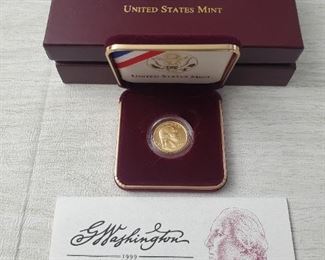 UNITED STATES MINT
UNITED STATES MINT
GWashington
1999